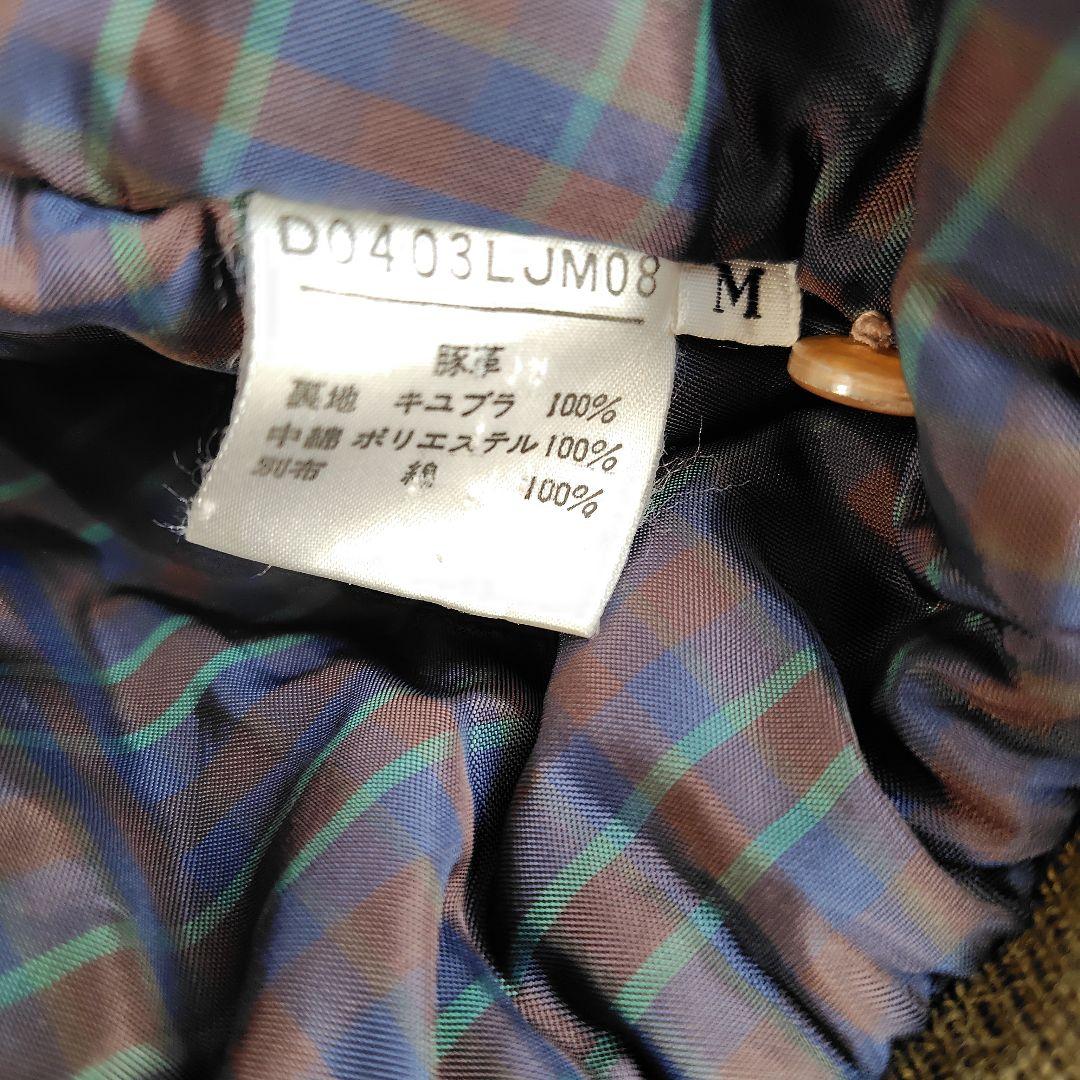 D0403LJM08
M
豚革
裏地 キユプラ 100%
中綿 ポリエステル 100%
別布 綿 100%